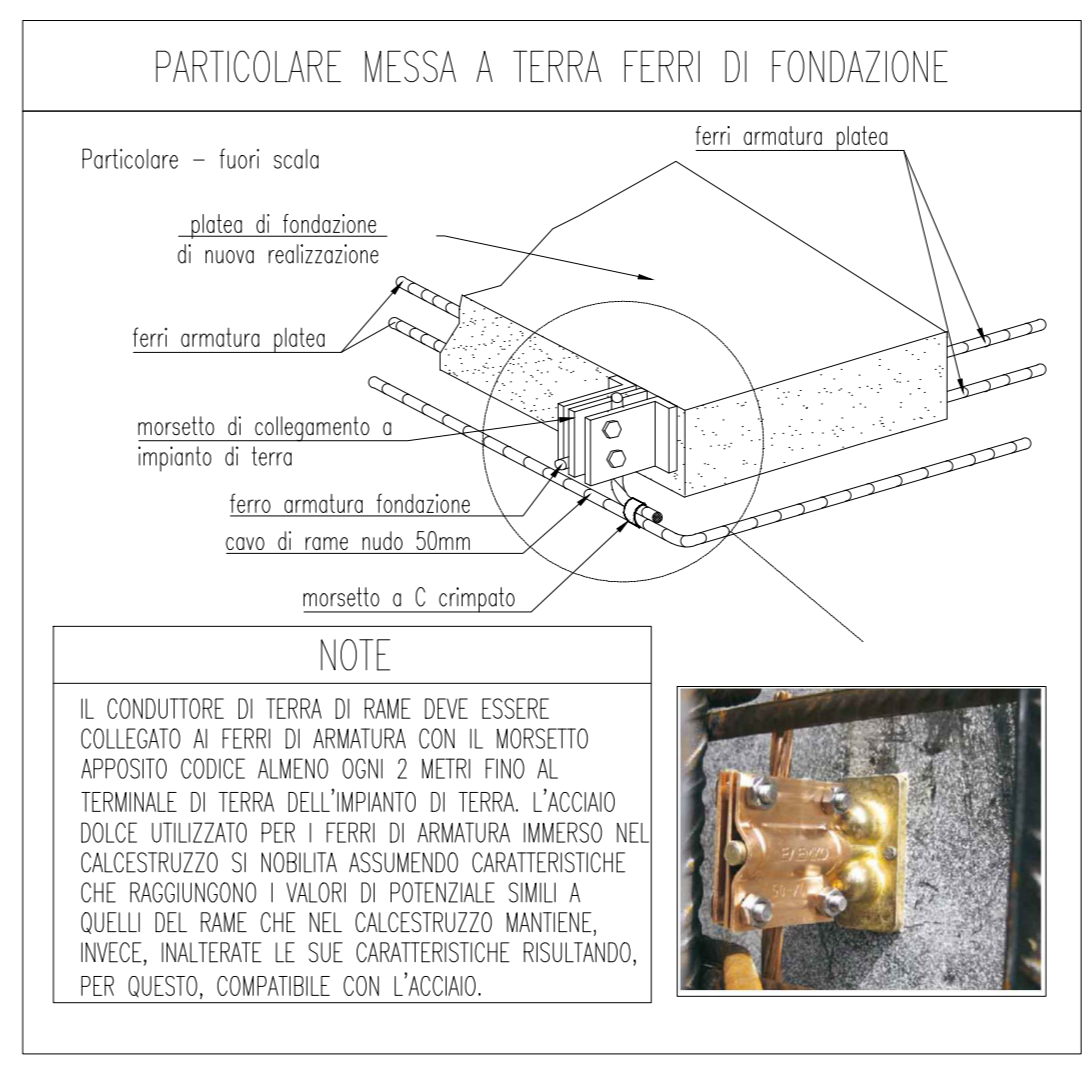 PARTICOLARE MESSA A TERRA FERRI DI FONDAZIONE
Particolare – fuori scala
ferri armatura platea
platea di fondazione
di nuova realizzazione
ferri armatura platea
morsetto di collegamento a
impianto di terra
ferro armatura fondazione
cavo di rame nudo 50mm
morsetto a C crimpato
NOTE
IL CONDUTTORE DI TERRA DI RAME DEVE ESSERE
COLLEGATO AI FERRI DI ARMATURA CON IL MORSETTO
APPOSITO CODICE ALMENO OGNI 2 METRI FINO AL
TERMINALE DI TERRA DELL'IMPIANTO DI TERRA. L'ACCIAIO
DOLCE UTILIZZATO PER I FERRI DI ARMATURA IMMERSO NEL
CALCESTRUZZO SI NOBILITA ASSUMENDO CARATTERISTICHE
CHE RAGGIUNGONO I VALORI DI POTENZIALE SIMILI A
QUELLI DEL RAME CHE NEL CALCESTRUZZO MANTIENE,
INVECE, INALTERATE LE SUE CARATTERISTICHE RISULTANDO,
PER QUESTO, COMPATIBILE CON L'ACCIAIO.